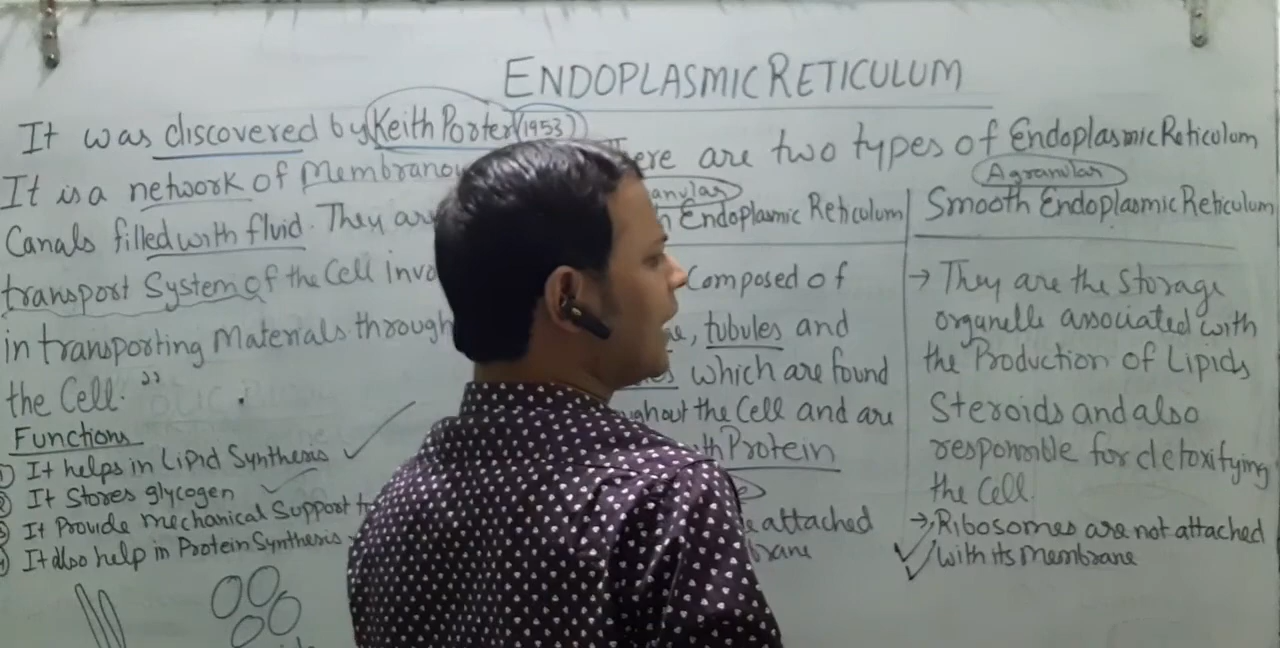 ENDOPLASMIC RETICULUM
It was discovered by Keith Porter (1953)
It is a network of Membranou
Canals filled with fluid. They are
transport System of the Cell invo
in transporting Materials through
the Cell."
Functions
① It helps in Lipid Synthesis
② It Stores glycogen
③ It Provide mechanical Support to
④ It also help in Protein Synthesis
ere are two types of Endoplasmic Reticulum
anular
Endoplasmic Reticulum
Composed of
tubules and
which are found
ughout the Cell and are
th Protein
e attached
brane
Agranular
Smooth Endoplasmic Reticulum
→ They are the Storage
organelle associated with
the Production of Lipids
Steroids and also
responsible for detoxifying
the Cell.
→ Ribosomes are not attached
with its Membrane